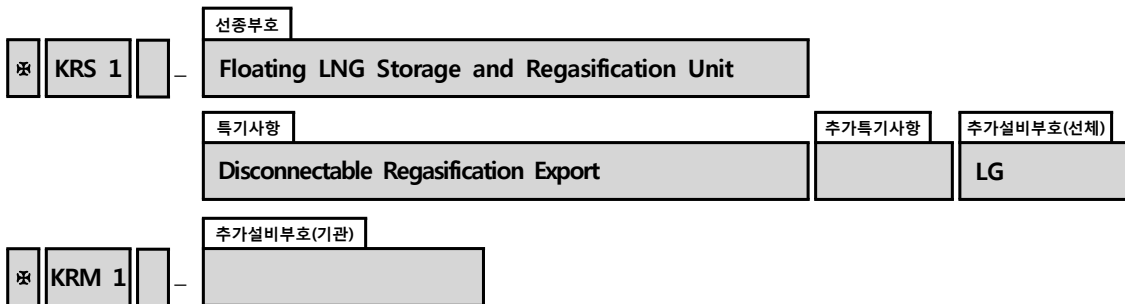 선종부호
✠ KRS 1 – Floating LNG Storage and Regasification Unit
특기사항 추가특기사항 추가설비부호(선체)
Disconnectable Regasification Export LG
추가설비부호(기관)
✠ KRM 1 –